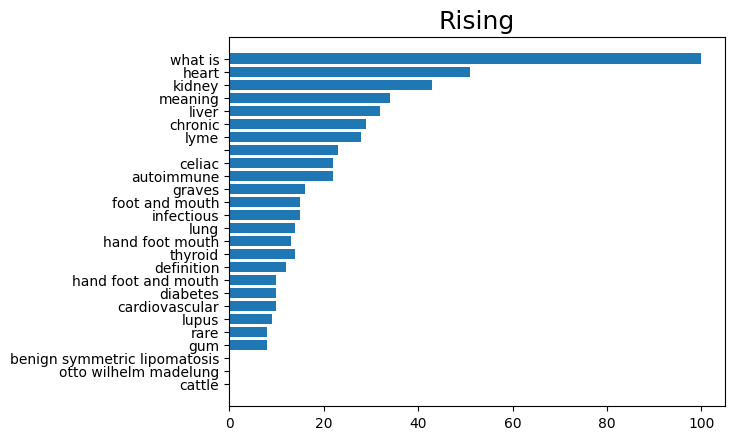 Rising
what is
heart
kidney
meaning
liver
chronic
lyme
celiac
autoimmune
graves
foot and mouth
infectious
lung
hand foot mouth
thyroid
definition
hand foot and mouth
diabetes
cardiovascular
lupus
rare
gum
benign symmetric lipomatosis
otto wilhelm madelung
cattle
0 20 40 60 80 100